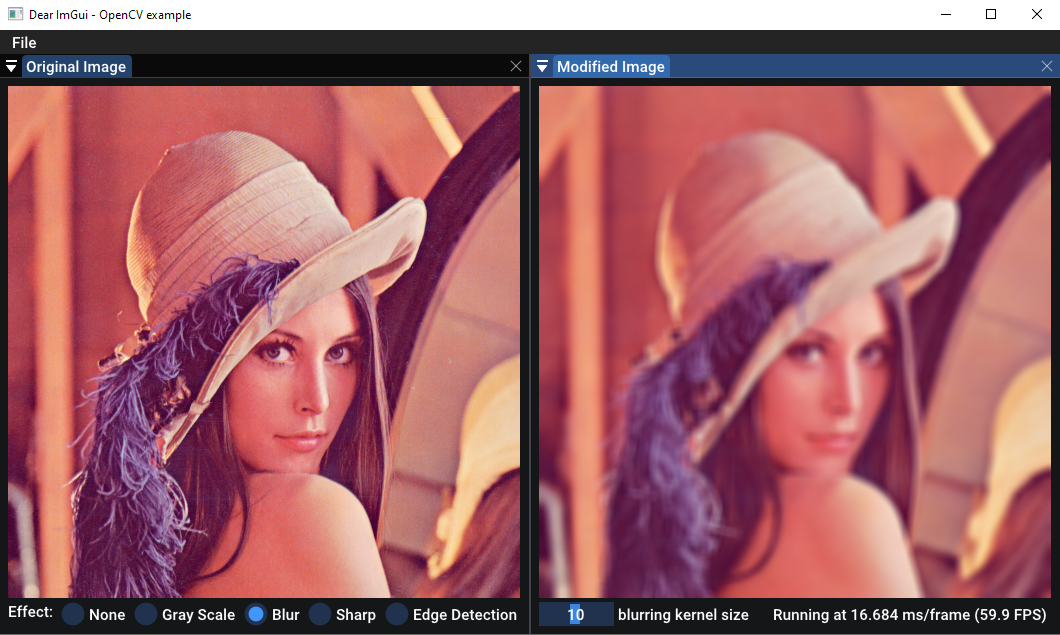 Dear ImGui - OpenCV example
File
Original Image
Modified Image
Effect: None Gray Scale Blur Sharp Edge Detection
10 blurring kernel size Running at 16.684 ms/frame (59.9 FPS)